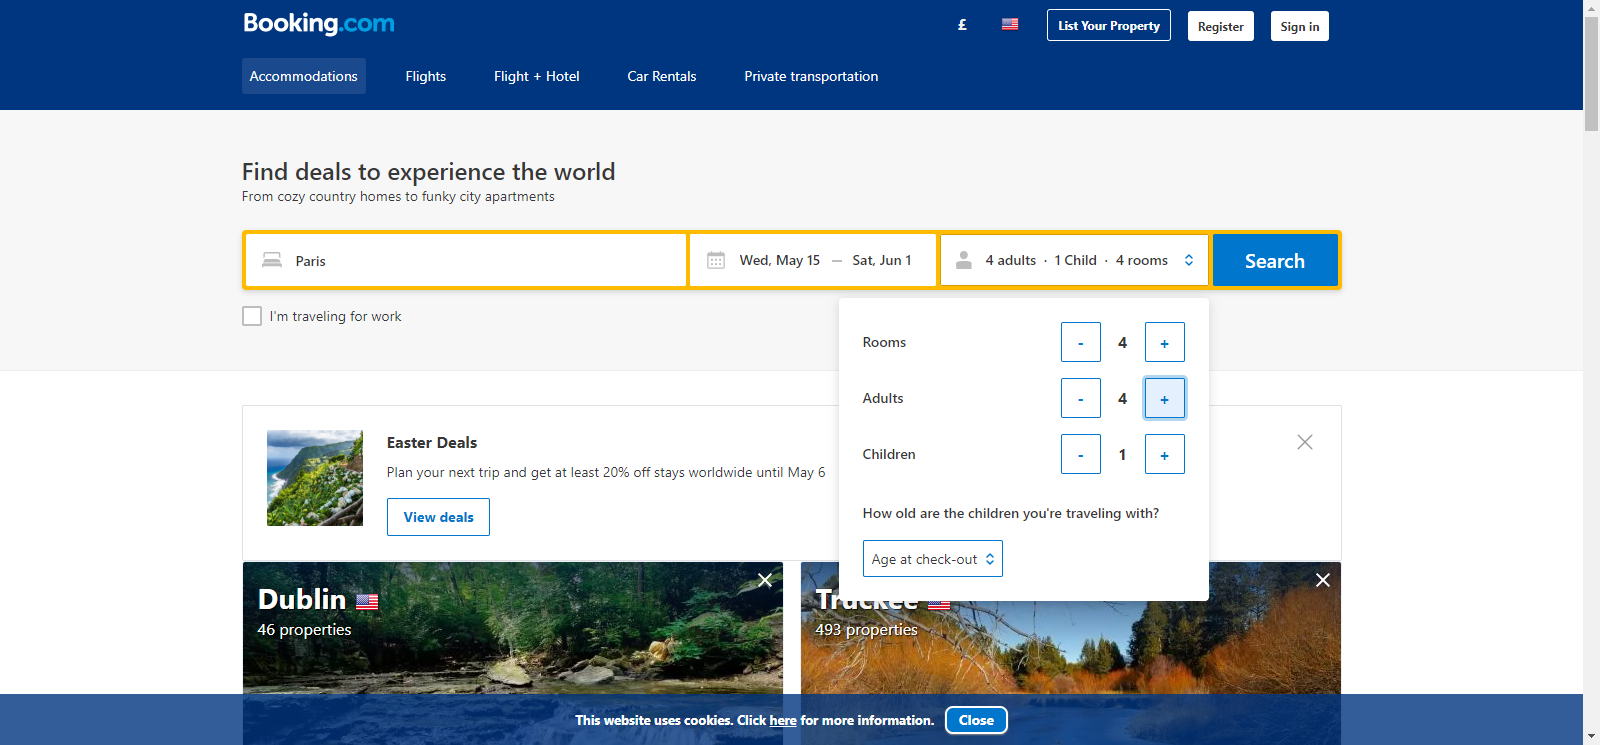 Booking.com
£
List Your Property
Register
Sign in
Accommodations
Flights
Flight + Hotel
Car Rentals
Private transportation
Find deals to experience the world
From cozy country homes to funky city apartments
Paris
Wed, May 15 — Sat, Jun 1
4 adults · 1 Child · 4 rooms
Search
I'm traveling for work
Rooms - 4 +
Adults - 4 +
Children - 1 +
How old are the children you're traveling with?
Age at check-out
Easter Deals
Plan your next trip and get at least 20% off stays worldwide until May 6
View deals
Dublin
46 properties
Truckee
493 properties
This website uses cookies. Click here for more information.
Close